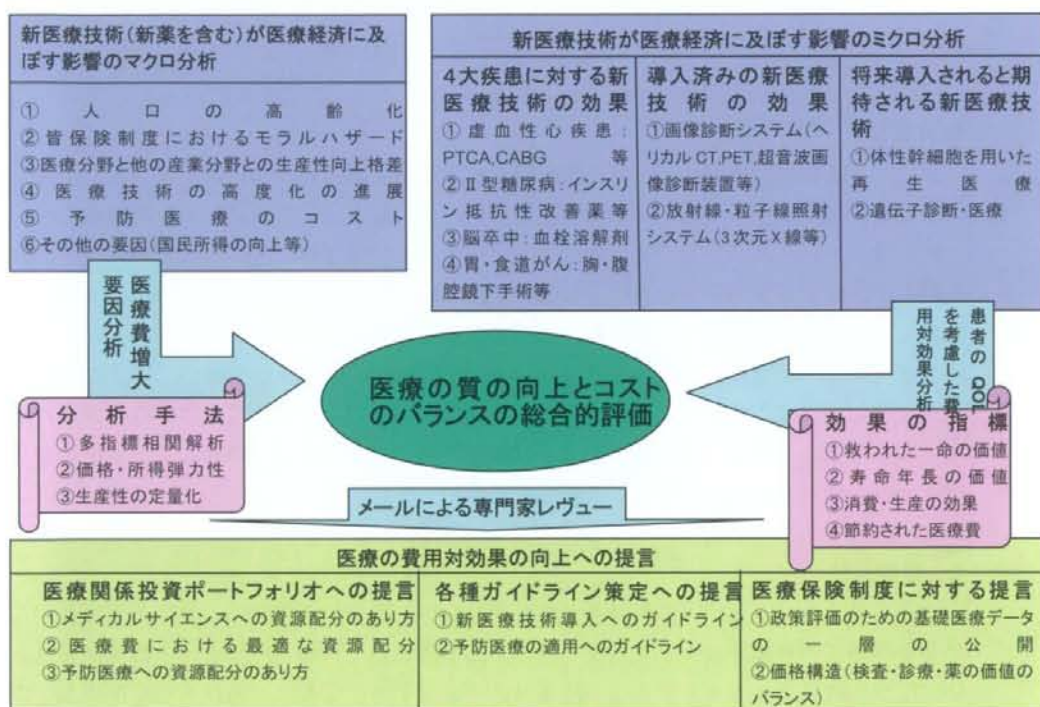 新医療技術(新薬を含む)が医療経済に及
ぼす影響のマクロ分析
①人口の高齢化
②皆保険制度におけるモラルハザード
③医療分野と他の産業分野との生産性向上格差
④医療技術の高度化の進展
⑤予防医療のコスト
⑥その他の要因(国民所得の向上等)
新医療技術が医療経済に及ぼす影響のミクロ分析
4大疾患に対する新
医療技術の効果
①虚血性心疾患:
PTCA,CABG 等
②Ⅱ型糖尿病:インスリ
ン抵抗性改善薬等
③脳卒中:血栓溶解剤
④胃・食道がん:胸・腹
腔鏡下手術等
導入済みの新医療
技術の効果
①画像診断システム(ヘ
リカルCT,PET,超音波画
像診断装置等)
②放射線・粒子線照射
システム(3次元X線等)
将来導入されると期
待される新医療技
術
①体性幹細胞を用いた
再生医療
②遺伝子診断・医療
医療費増大
要因分析
患者のQOL
を考慮した費
用対効果分析
医療の質の向上とコスト
のバランスの総合的評価
分析手法
①多指標相関解析
②価格・所得弾力性
③生産性の定量化
効果の指標
①救われた一命の価値
②寿命年長の価値
③消費・生産の効果
④節約された医療費
メールによる専門家レヴュー
医療の費用対効果の向上への提言
医療関係投資ポートフォリオへの提言
①メディカルサイエンスへの資源配分のあり方
②医療費における最適な資源配分
③予防医療への資源配分のあり方
各種ガイドライン策定への提言
①新医療技術導入へのガイドライン
②予防医療の適用へのガイドライン
医療保険制度に対する提言
①政策評価のための基礎医療データ
の一層の公開
②価格構造(検査・診療・薬の価値の
バランス)